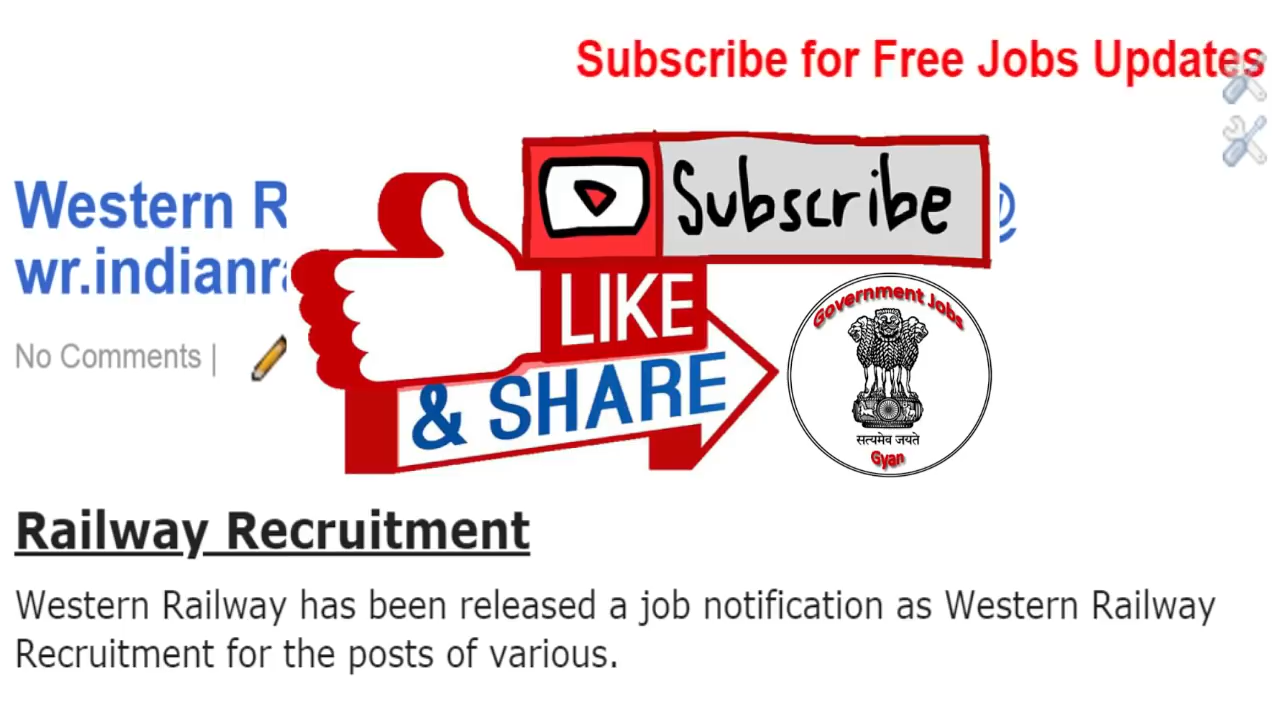 Subscribe for Free Jobs Updates
Subscribe
Western R
@
wr.indianra
LIKE
& SHARE
Government Jobs
सत्यमेव जयते
Gyan
No Comments |
Railway Recruitment
Western Railway has been released a job notification as Western Railway
Recruitment for the posts of various.